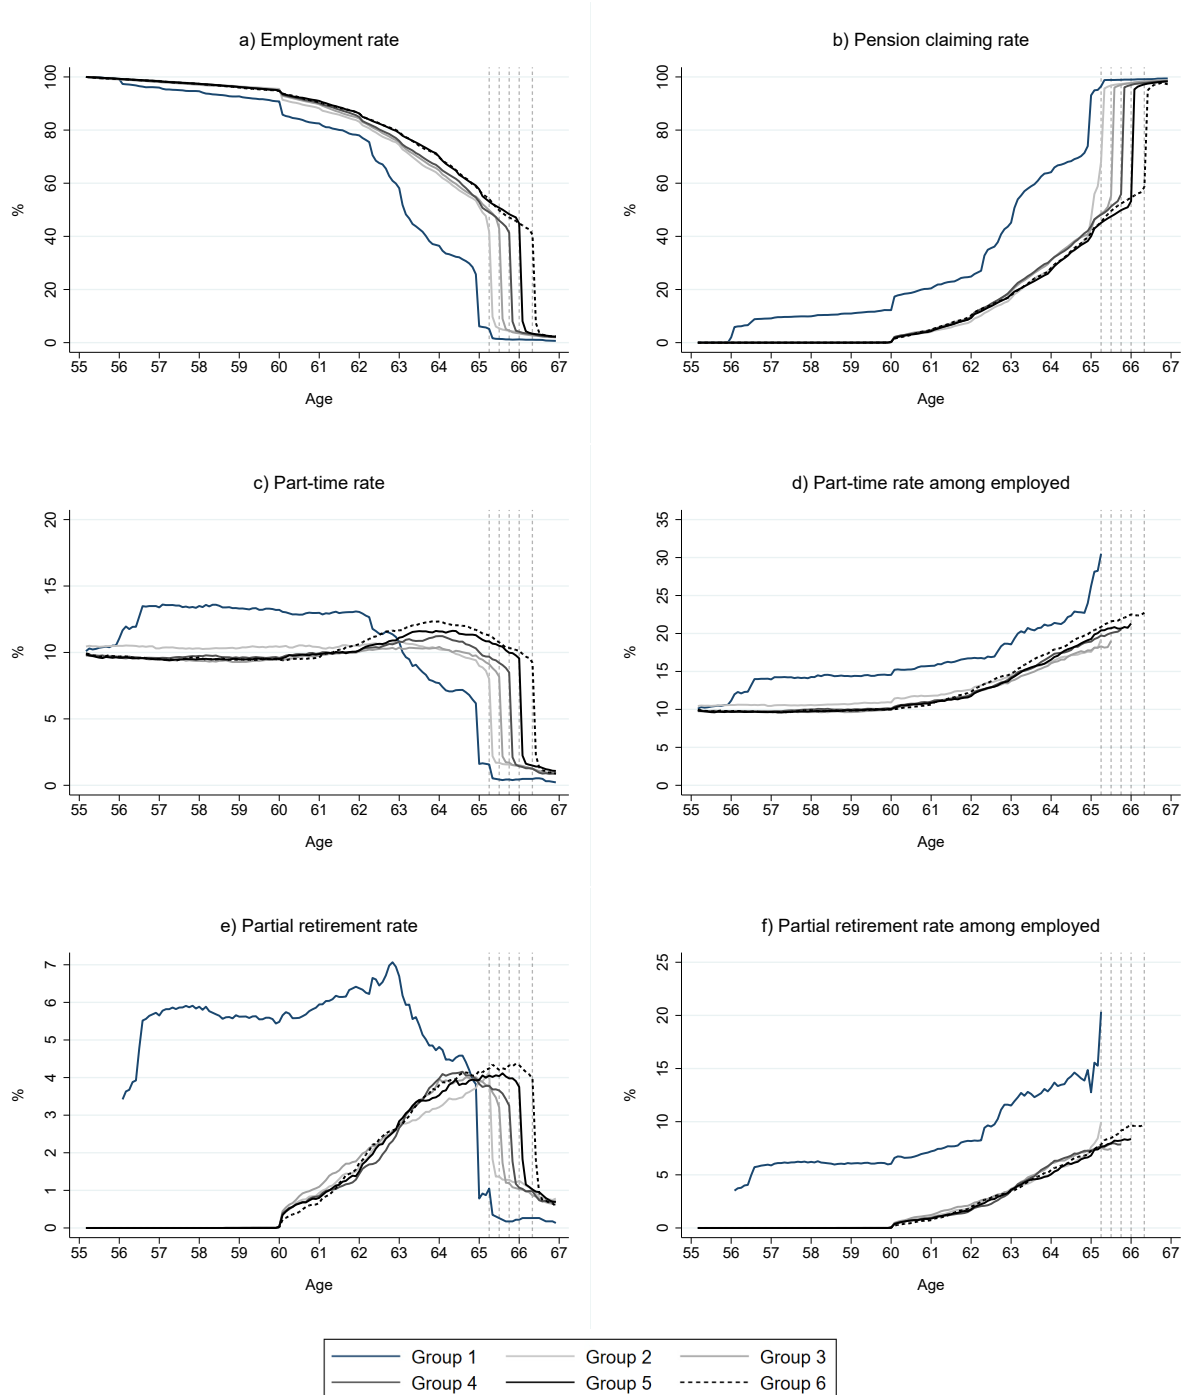 a) Employment rate
100
80
60
40
20
0
%
55 56 57 58 59 60 61 62 63 64 65 66 67
Age
b) Pension claiming rate
100
80
60
40
20
0
%
55 56 57 58 59 60 61 62 63 64 65 66 67
Age
c) Part-time rate
20
15
10
5
0
%
55 56 57 58 59 60 61 62 63 64 65 66 67
Age
d) Part-time rate among employed
35
30
25
20
15
10
5
0
%
55 56 57 58 59 60 61 62 63 64 65 66 67
Age
e) Partial retirement rate
7
6
5
4
3
2
1
0
%
55 56 57 58 59 60 61 62 63 64 65 66 67
Age
f) Partial retirement rate among employed
25
20
15
10
5
0
%
55 56 57 58 59 60 61 62 63 64 65 66 67
Age
Group 1 Group 2 Group 3
Group 4 Group 5 Group 6